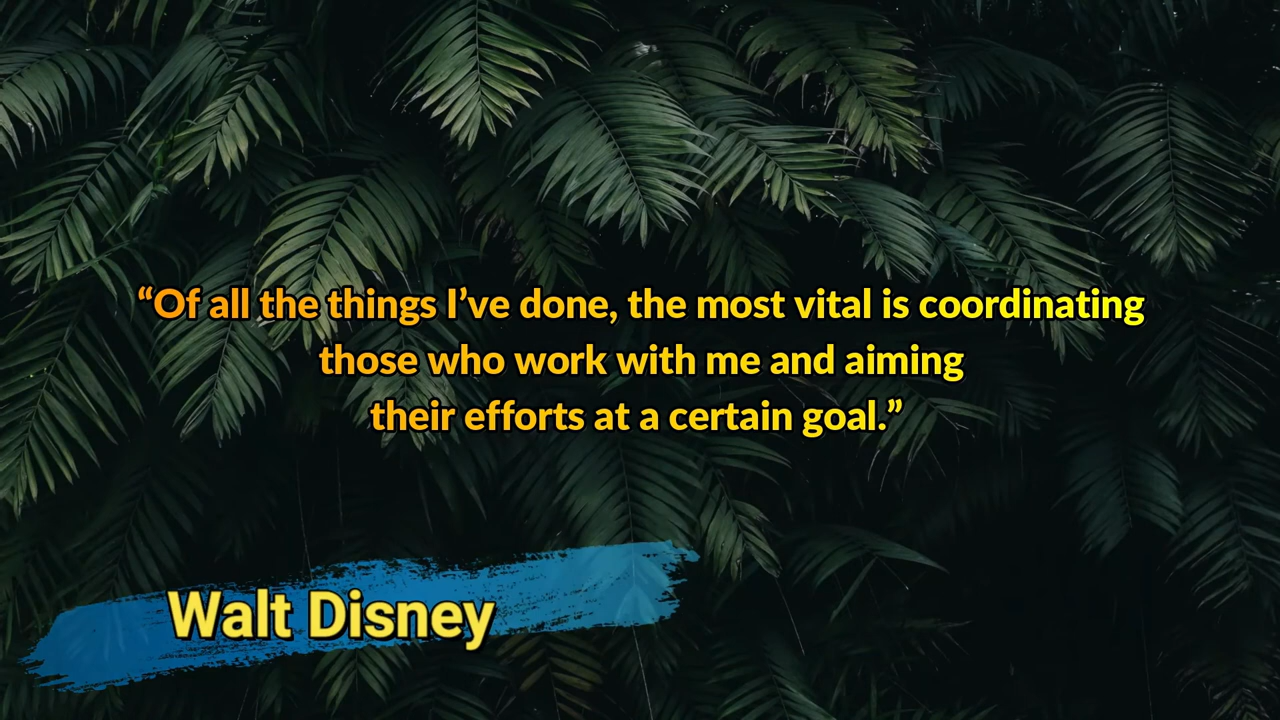 “Of all the things I’ve done, the most vital is coordinating
those who work with me and aiming
their efforts at a certain goal.”
Walt Disney